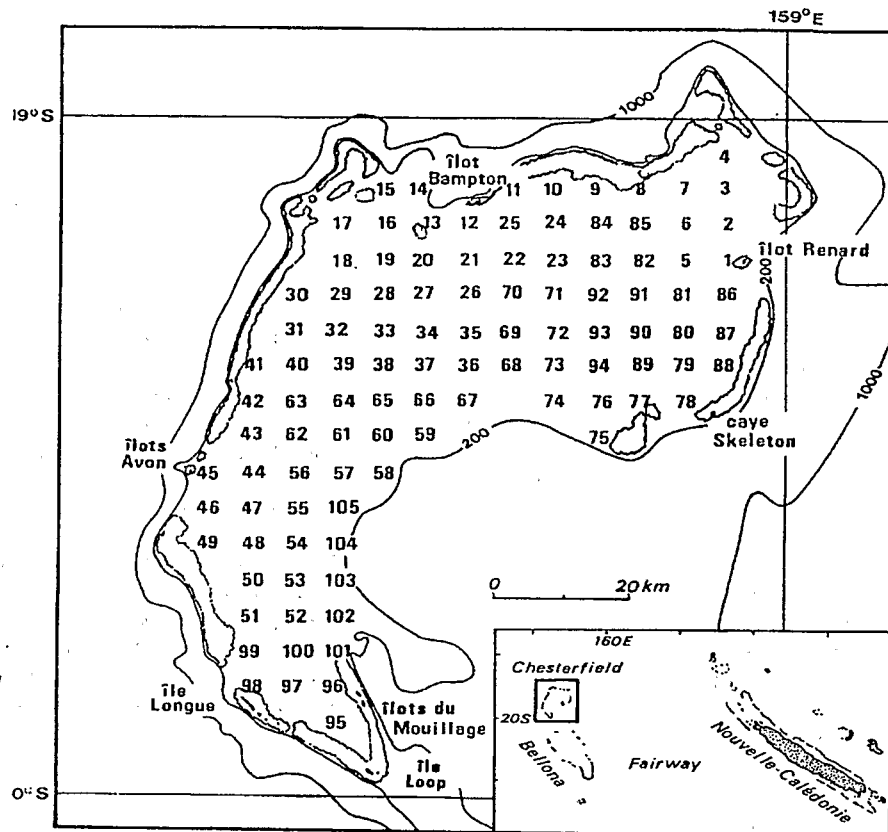 159°E
19° S
1000
4
îlot
Bampton
15 14 11 10 9 8 7 3
17 16 13 12 25 24 84 85 6 2
îlot Renard
18 19 20 21 22 23 83 82 5 1
200
30 29 28 27 26 70 71 92 91 81 86
31 32 33 34 35 69 72 93 90 80 87
41 40 39 38 37 36 68 73 94 89 79 88
1000
42 63 64 65 66 67 74 76 77 78
caye
Skeleton
43 62 61 60 59 200 75
îlots
Avon
45 44 56 57 58
46 47 55 105
49 48 54 104
50 53 103
0 20 km
51 52 102
99 100 101
98 97 96
95
île
Longue
îlots du
Mouillage
île
Loop
0° S
160E
Chesterfield
20S
Bellona
Fairway
Nouvelle-Calédonie